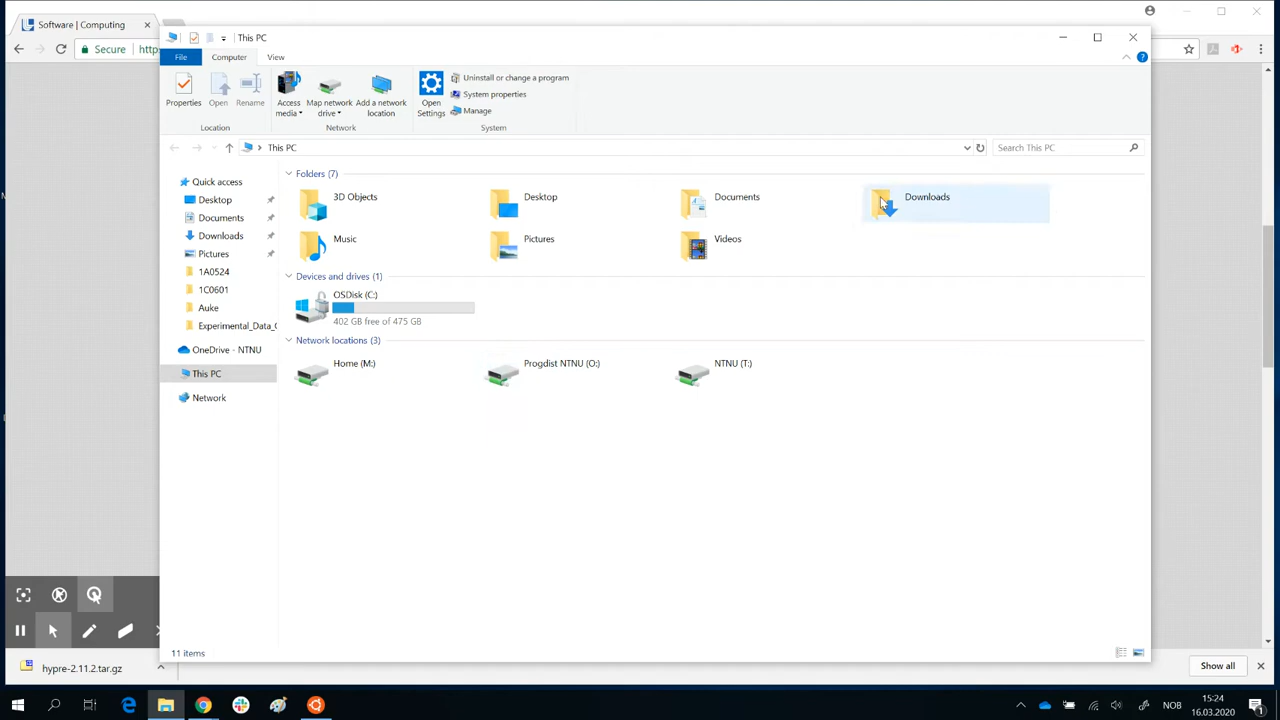 Software | Computing
This PC
Secure
http
File
Computer
View
Properties
Open
Rename
Access media
Map network drive
Add a network location
Open Settings
Uninstall or change a program
System properties
Manage
Location
Network
System
This PC
Search This PC
Quick access
Desktop
Documents
Downloads
Pictures
1A0524
1C0601
Auke
Experimental_Data_
OneDrive - NTNU
This PC
Network
Folders (7)
3D Objects
Desktop
Documents
Downloads
Music
Pictures
Videos
Devices and drives (1)
OSDisk (C:)
402 GB free of 475 GB
Network locations (3)
Home (M:)
Progdist NTNU (O:)
NTNU (T:)
11 items
hypre-2.11.2.tar.gz
Show all
NOB
15:24
16.03.2020